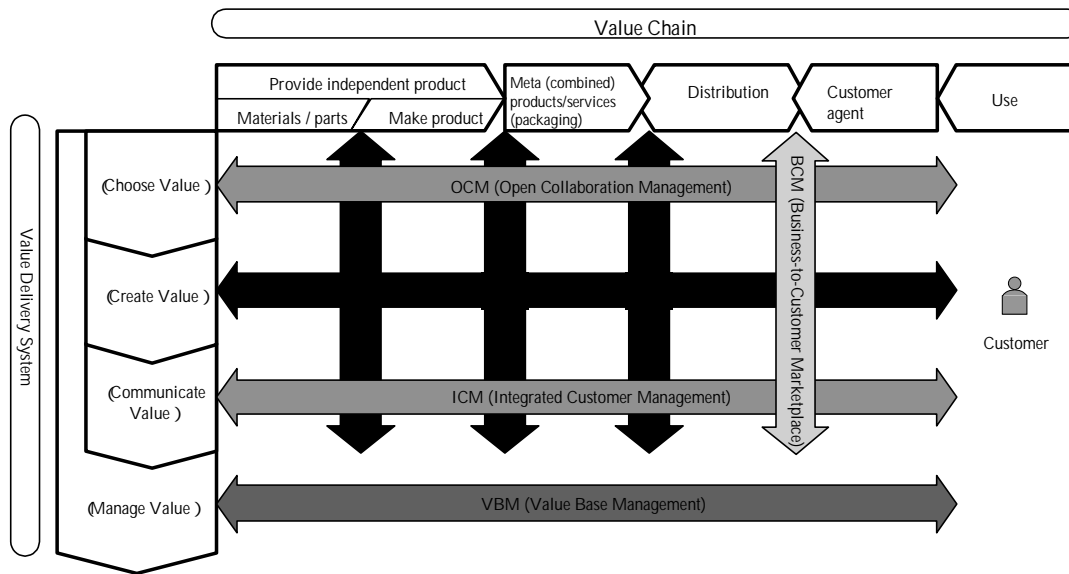 Value Chain
Provide independent product
Materials / parts
Make product
Meta (combined)
products/services
(packaging)
Distribution
Customer
agent
Use
Value Delivery System
(Choose Value )
OCM (Open Collaboration Management)
BCM (Business-to-Customer Marketplace)
(Create Value )
Customer
(Communicate
Value )
ICM (Integrated Customer Management)
(Manage Value )
VBM (Value Base Management)